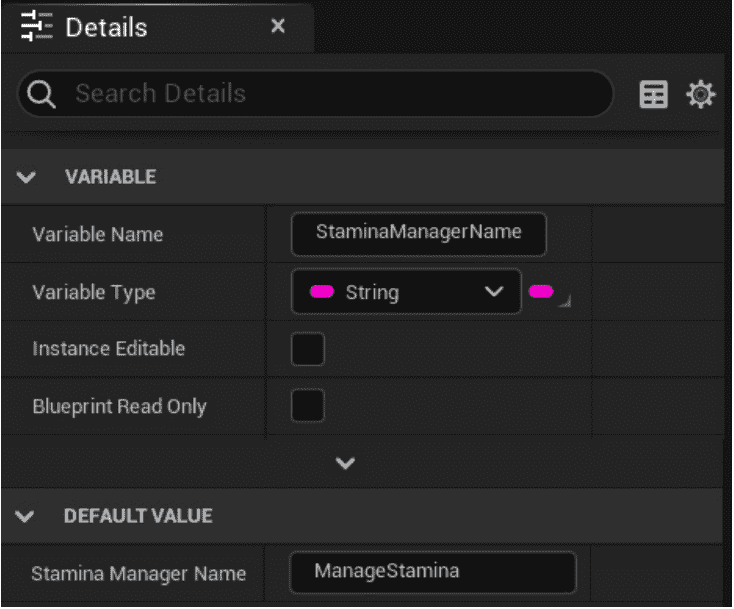 Details
Search Details
VARIABLE
Variable Name StaminaManagerName
Variable Type String
Instance Editable
Blueprint Read Only
DEFAULT VALUE
Stamina Manager Name ManageStamina